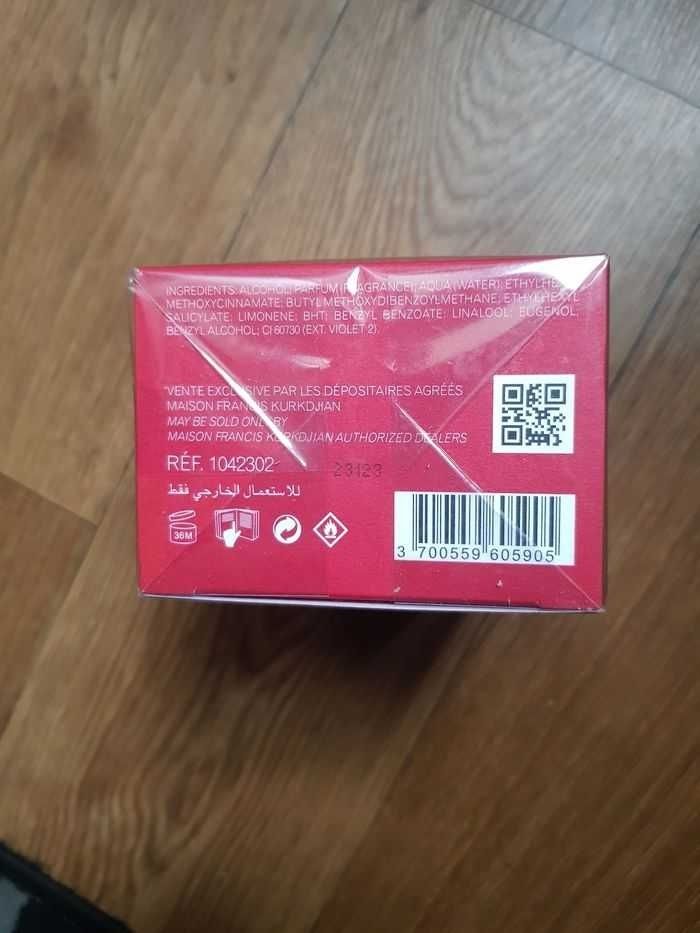 INGREDIENTS: ALCOHOL; PARFUM (FRAGRANCE); AQUA (WATER); ETHYLHEXYL
METHOXYCINNAMATE; BUTYL METHOXYDIBENZOYLMETHANE; ETHYLHEXYL
SALICYLATE; LIMONENE; BHT; BENZYL BENZOATE; LINALOOL; EUGENOL;
BENZYL ALCOHOL; CI 60730 (EXT. VIOLET 2).
VENTE EXCLUSIVE PAR LES DÉPOSITAIRES AGRÉÉS
MAISON FRANCIS KURKDJIAN
MAY BE SOLD ONLY BY
MAISON FRANCIS KURKDJIAN AUTHORIZED DEALERS
RÉF. 1042302
23123
للاستعمال الخارجي فقط
36M
3 700559 605905